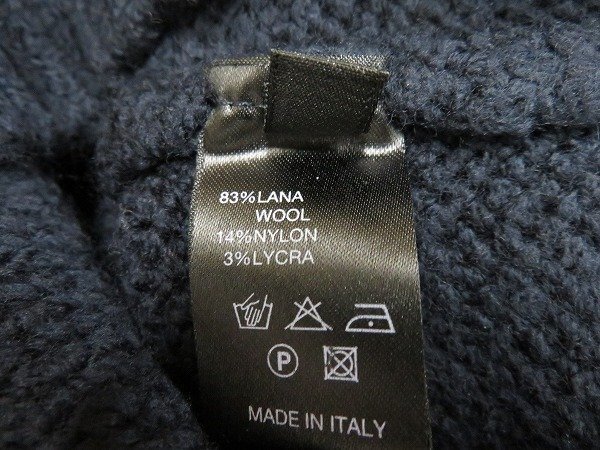 83%LANA
WOOL
14%NYLON
3%LYCRA
P
MADE IN ITALY